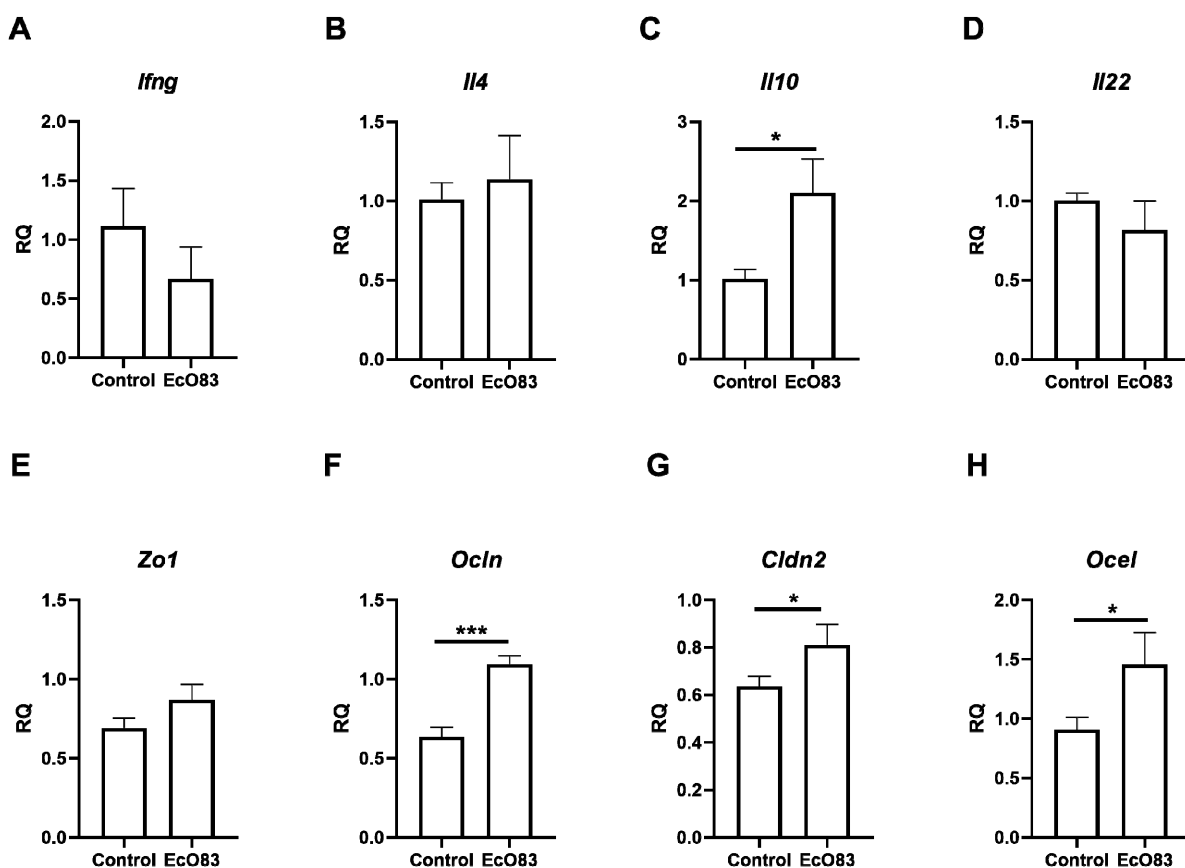 A
B
C
D
Ifng
Il4
Il10
Il22
2.0
1.5
1.0
0.5
0.0
RQ
Control EcO83
1.5
1.0
0.5
0.0
RQ
Control EcO83
3
2
1
0
RQ
*
Control EcO83
1.5
1.0
0.5
0.0
RQ
Control EcO83
E
F
G
H
Zo1
Ocln
Cldn2
Ocel
1.5
1.0
0.5
0.0
RQ
Control EcO83
1.5
1.0
0.5
0.0
RQ
***
Control EcO83
1.0
0.8
0.6
0.4
0.2
0.0
RQ
*
Control EcO83
2.0
1.5
1.0
0.5
0.0
RQ
*
Control EcO83